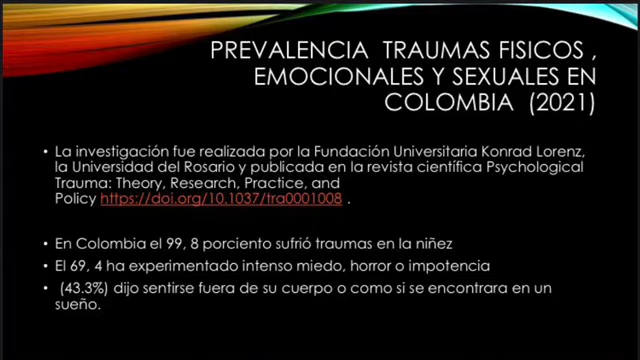 PREVALENCIA TRAUMAS FISICOS ,
EMOCIONALES Y SEXUALES EN
COLOMBIA (2021)
• La investigación fue realizada por la Fundación Universitaria Konrad Lorenz,
la Universidad del Rosario y publicada en la revista científica Psychological
Trauma: Theory, Research, Practice, and
Policy https://doi.org/10.1037/tra0001008 .
• En Colombia el 99, 8 porciento sufrió traumas en la niñez
• El 69, 4 ha experimentado intenso miedo, horror o impotencia
• (43.3%) dijo sentirse fuera de su cuerpo o como si se encontrara en un
sueño.